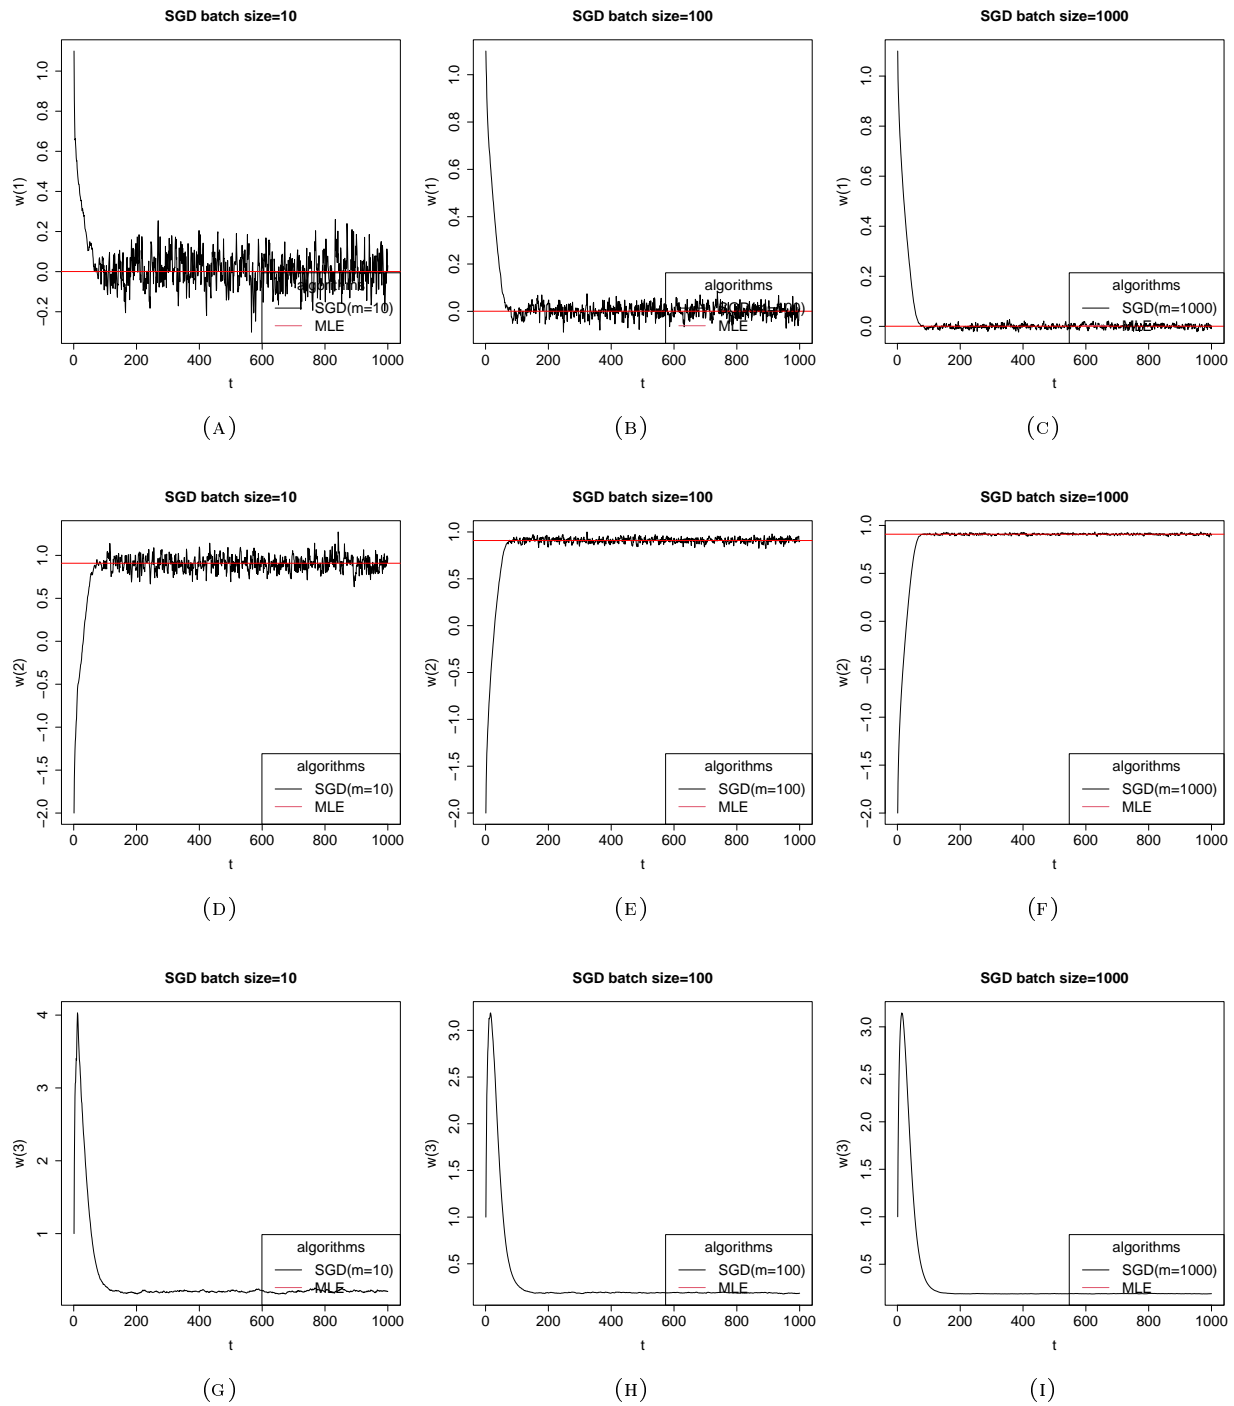 SGD batch size=10
w(1)
1.0
0.8
0.6
0.4
0.2
0.0
−0.2
algorithms
SGD(m=10)
MLE
0 200 400 600 800 1000
t
(A)
SGD batch size=100
w(1)
1.0
0.8
0.6
0.4
0.2
0.0
algorithms
SGD(m=100)
MLE
0 200 400 600 800 1000
t
(B)
SGD batch size=1000
w(1)
1.0
0.8
0.6
0.4
0.2
0.0
algorithms
SGD(m=1000)
MLE
0 200 400 600 800 1000
t
(C)
SGD batch size=10
w(2)
1.0
0.5
0.0
−0.5
−1.0
−1.5
−2.0
algorithms
SGD(m=10)
MLE
0 200 400 600 800 1000
t
(D)
SGD batch size=100
w(2)
1.0
0.5
0.0
−0.5
−1.0
−1.5
−2.0
algorithms
SGD(m=100)
MLE
0 200 400 600 800 1000
t
(E)
SGD batch size=1000
w(2)
1.0
0.5
0.0
−0.5
−1.0
−1.5
−2.0
algorithms
SGD(m=1000)
MLE
0 200 400 600 800 1000
t
(F)
SGD batch size=10
w(3)
4
3
2
1
algorithms
SGD(m=10)
MLE
0 200 400 600 800 1000
t
(G)
SGD batch size=100
w(3)
3.0
2.5
2.0
1.5
1.0
0.5
algorithms
SGD(m=100)
MLE
0 200 400 600 800 1000
t
(H)
SGD batch size=1000
w(3)
3.0
2.5
2.0
1.5
1.0
0.5
algorithms
SGD(m=1000)
MLE
0 200 400 600 800 1000
t
(I)